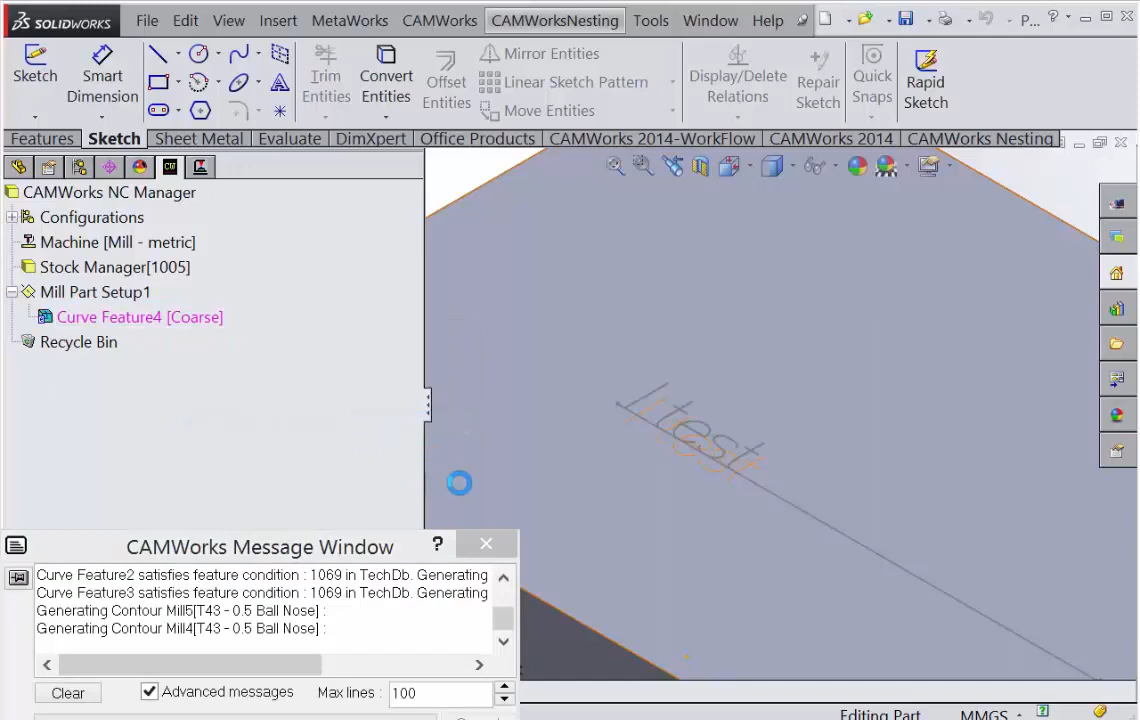 SOLIDWORKS File Edit View Insert MetaWorks CAMWorks CAMWorksNesting Tools Window Help P... ?
Sketch
Smart Dimension
Trim Entities
Convert Entities
Offset Entities
Mirror Entities
Linear Sketch Pattern
Move Entities
Display/Delete Relations
Repair Sketch
Quick Snaps
Rapid Sketch
Features Sketch Sheet Metal Evaluate DimXpert Office Products CAMWorks 2014-WorkFlow CAMWorks 2014 CAMWorks Nesting
CAMWorks NC Manager
Configurations
Machine [Mill - metric]
Stock Manager[1005]
Mill Part Setup1
Curve Feature4 [Coarse]
Recycle Bin
test
CAMWorks Message Window ?
Curve Feature2 satisfies feature condition : 1069 in TechDb. Generating
Curve Feature3 satisfies feature condition : 1069 in TechDb. Generating
Generating Contour Mill5[T43 - 0.5 Ball Nose] :
Generating Contour Mill4[T43 - 0.5 Ball Nose] :
Clear Advanced messages Max lines : 100
Editing Part MMGS